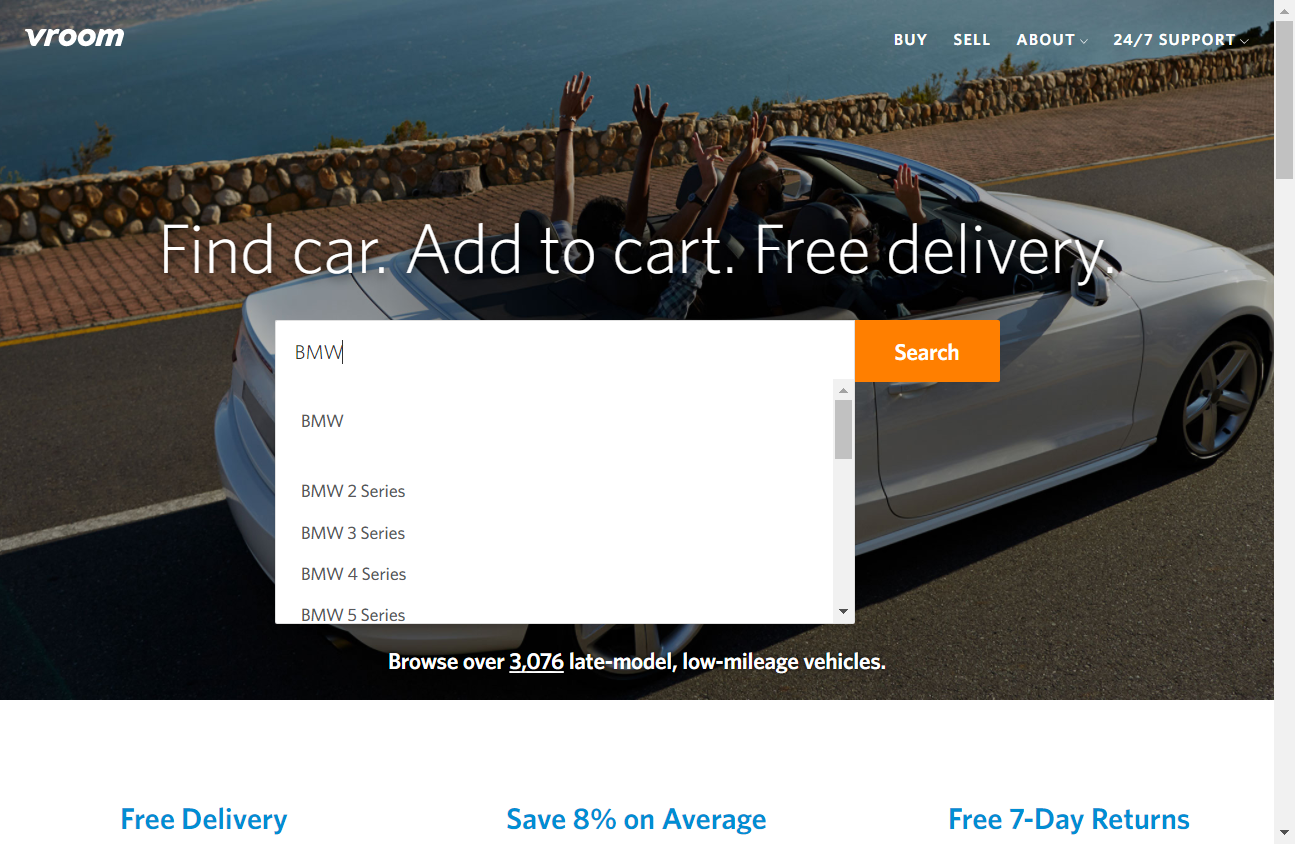 vroom
BUY SELL ABOUT 24/7 SUPPORT
Find car. Add to cart. Free delivery.
BMW
Search
BMW
BMW 2 Series
BMW 3 Series
BMW 4 Series
BMW 5 Series
Browse over 3,076 late-model, low-mileage vehicles.
Free Delivery
Save 8% on Average
Free 7-Day Returns